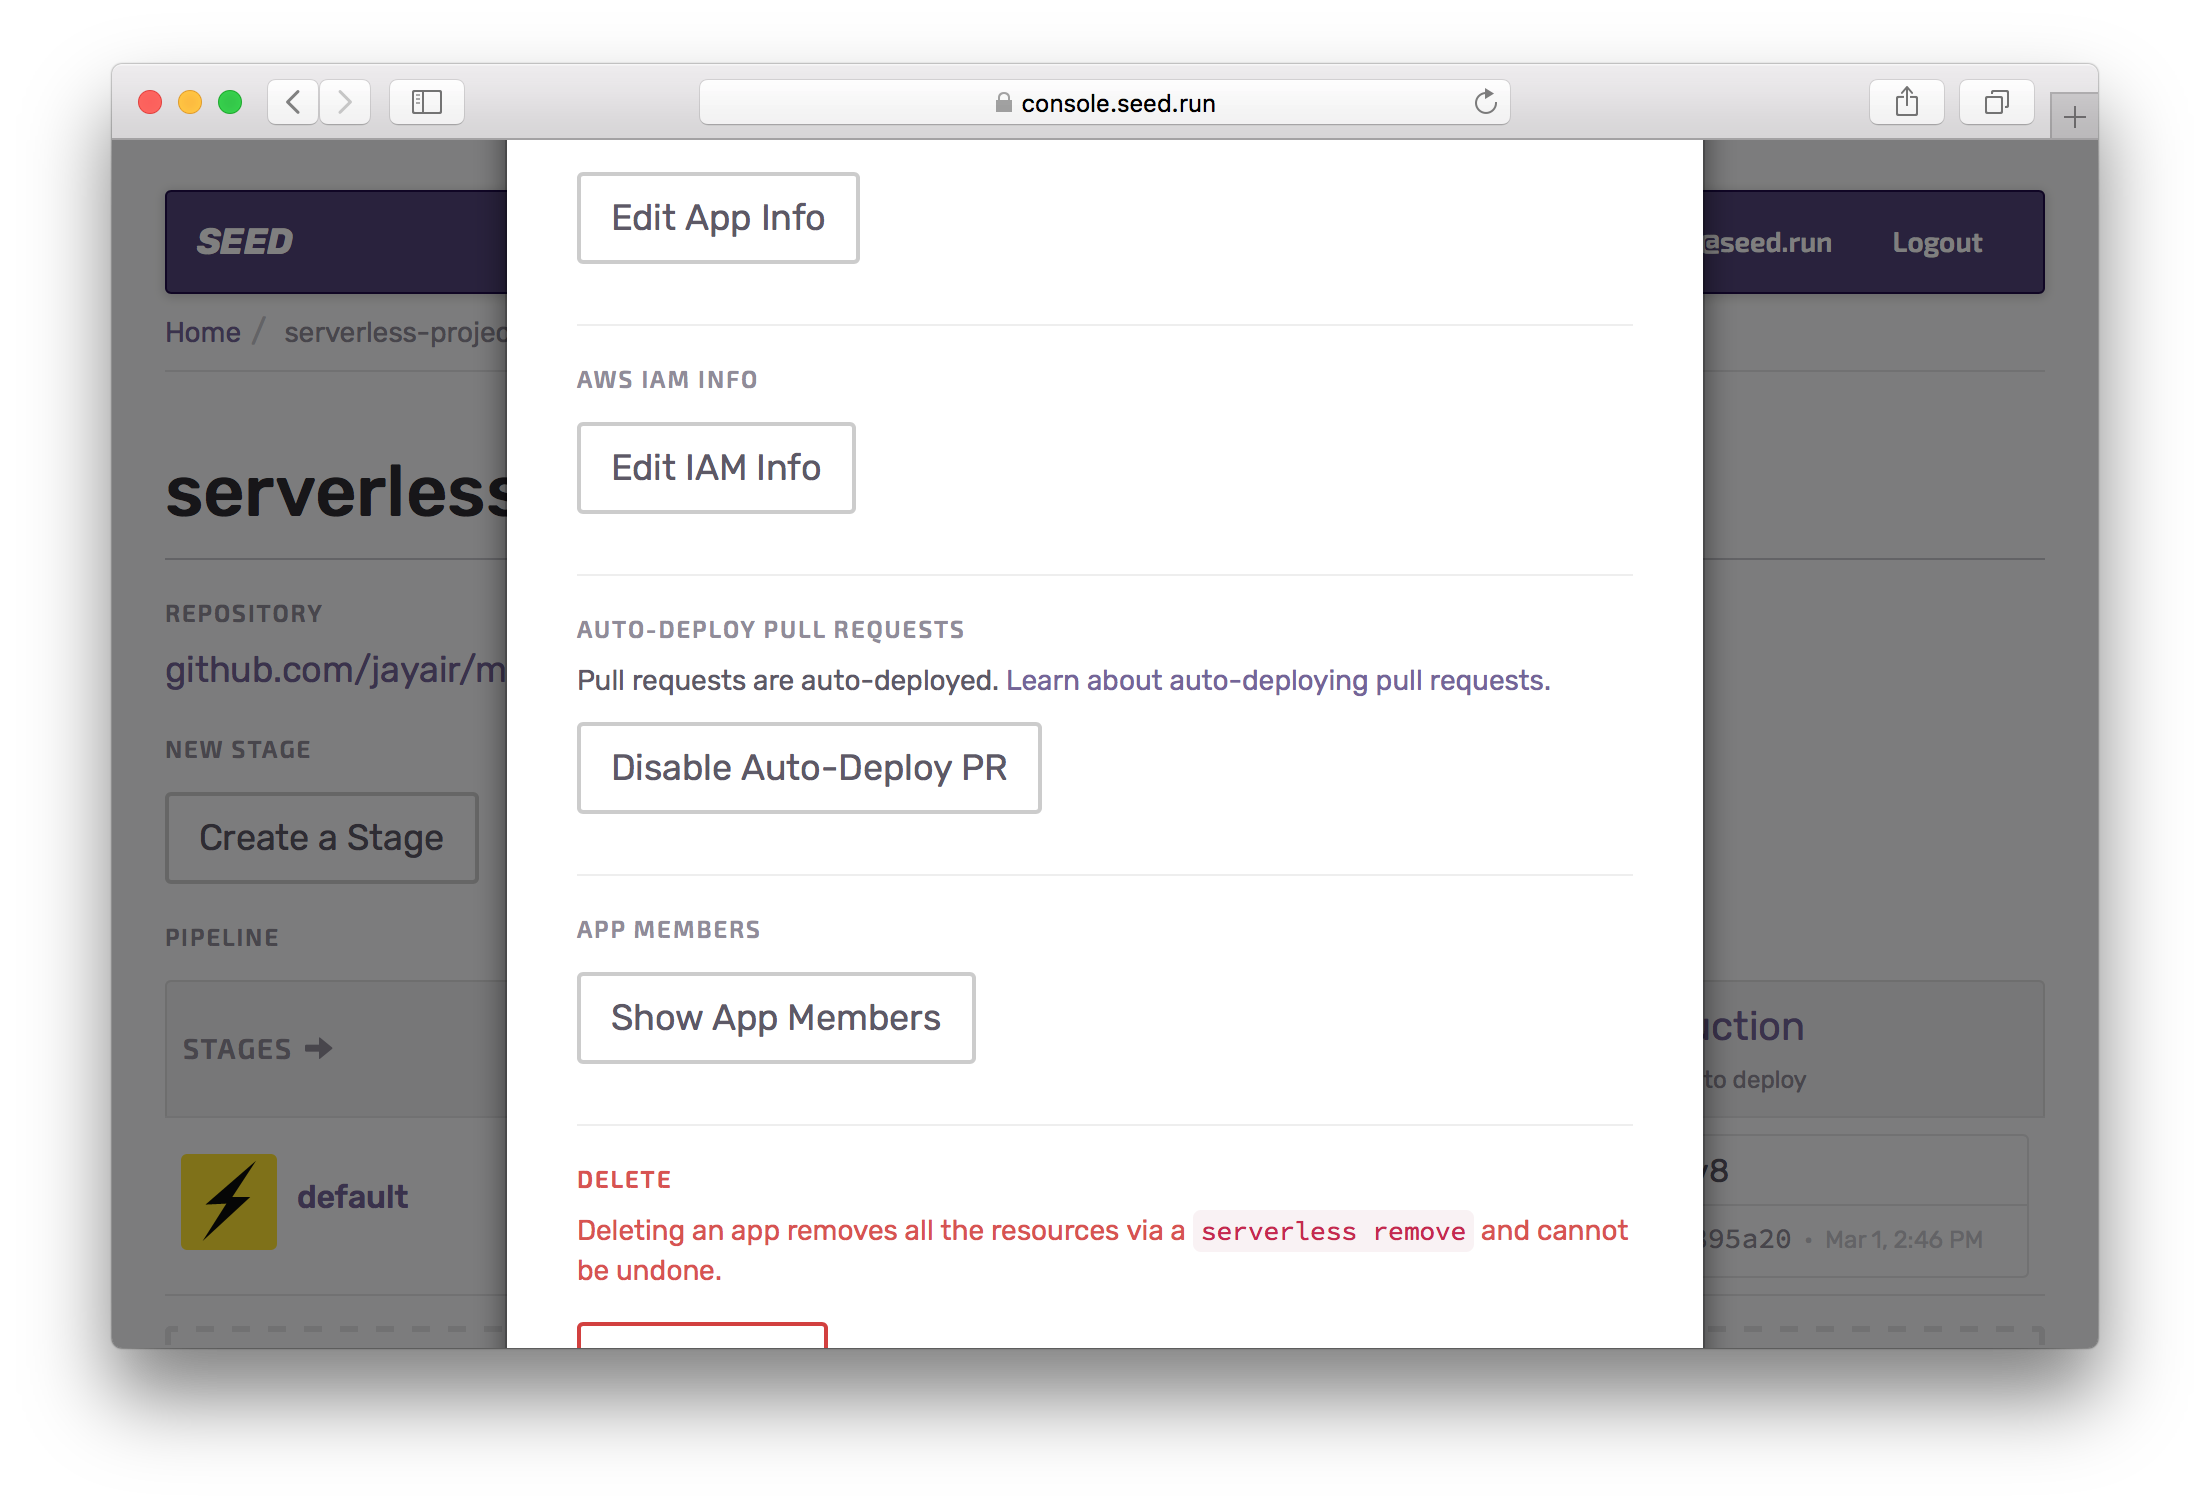 console.seed.run
SEED
@seed.run
Logout
Home / serverless-projec
serverless
REPOSITORY
github.com/jayair/m
NEW STAGE
Create a Stage
PIPELINE
STAGES
default
Edit App Info
AWS IAM INFO
Edit IAM Info
AUTO-DEPLOY PULL REQUESTS
Pull requests are auto-deployed. Learn about auto-deploying pull requests.
Disable Auto-Deploy PR
APP MEMBERS
Show App Members
DELETE
Deleting an app removes all the resources via a serverless remove and cannot
be undone.
uction
to deploy
v8
395a20 • Mar 1, 2:46 PM